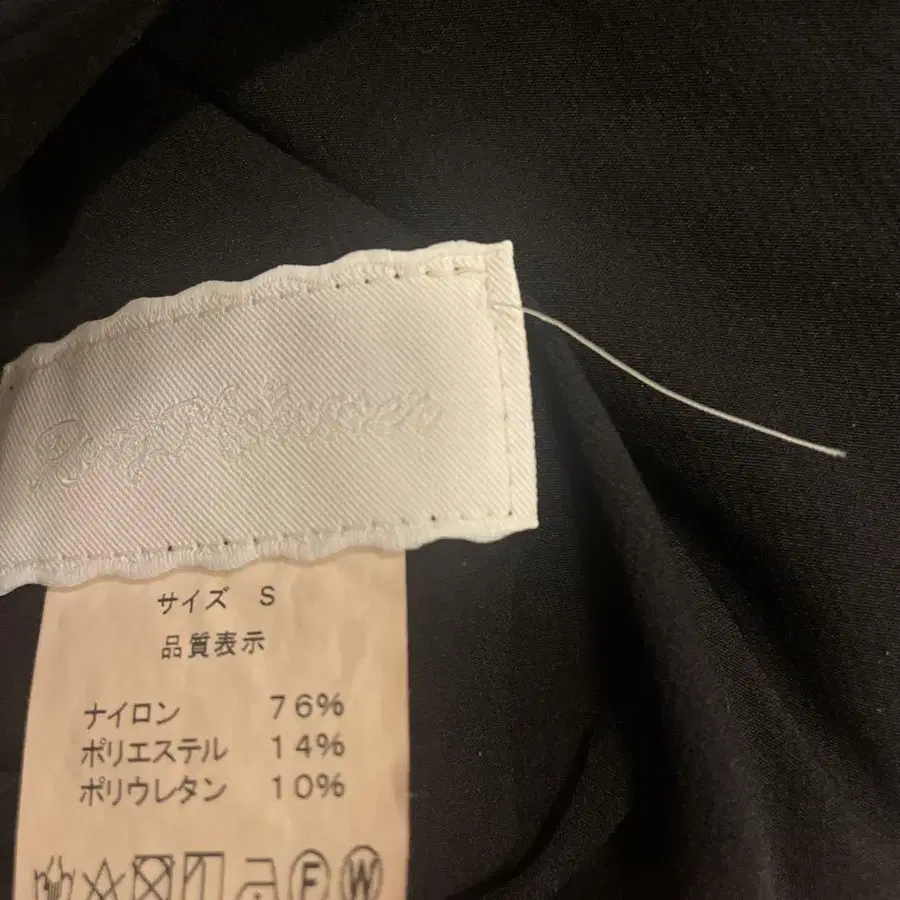 サイズ S
品質表示
ナイロン 76%
ポリエステル 14%
ポリウレタン 10%
F W